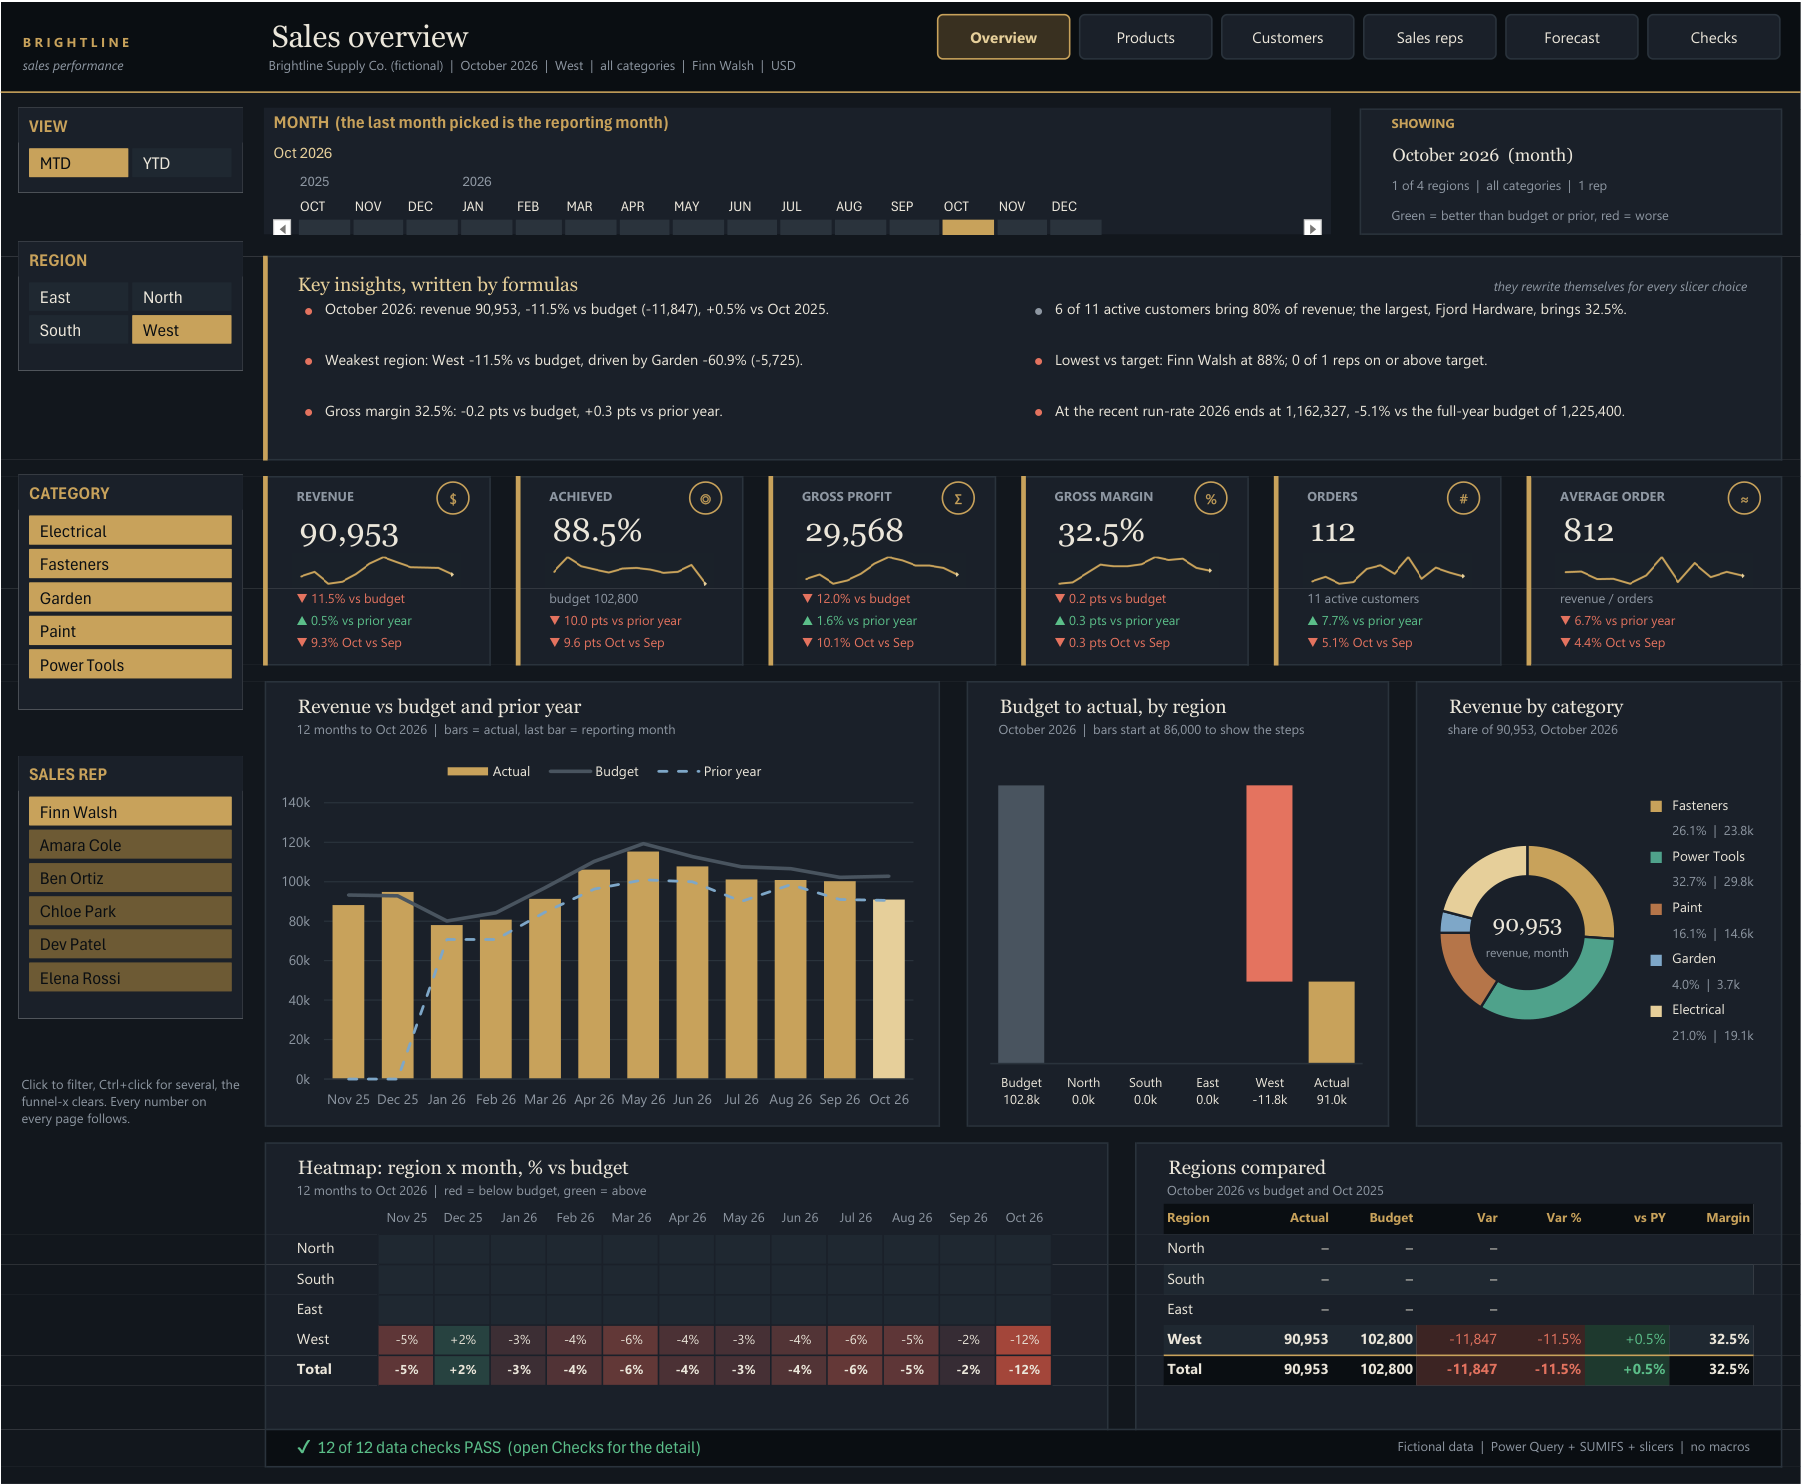 BRIGHTLINE
sales performance
Sales overview
Brightline Supply Co. (fictional) | October 2026 | West | all categories | Finn Walsh | USD
Overview
Products
Customers
Sales reps
Forecast
Checks
VIEW
MTD YTD
MONTH (the last month picked is the reporting month)
Oct 2026
2025 2026
OCT NOV DEC JAN FEB MAR APR MAY JUN JUL AUG SEP OCT NOV DEC
SHOWING
October 2026 (month)
1 of 4 regions | all categories | 1 rep
Green = better than budget or prior, red = worse
REGION
East North
South West
Key insights, written by formulas
they rewrite themselves for every slicer choice
• October 2026: revenue 90,953, -11.5% vs budget (-11,847), +0.5% vs Oct 2025.
• Weakest region: West -11.5% vs budget, driven by Garden -60.9% (-5,725).
• Gross margin 32.5%: -0.2 pts vs budget, +0.3 pts vs prior year.
• 6 of 11 active customers bring 80% of revenue; the largest, Fjord Hardware, brings 32.5%.
• Lowest vs target: Finn Walsh at 88%; 0 of 1 reps on or above target.
• At the recent run-rate 2026 ends at 1,162,327, -5.1% vs the full-year budget of 1,225,400.
CATEGORY
Electrical
Fasteners
Garden
Paint
Power Tools
REVENUE $
90,953
▼ 11.5% vs budget
▲ 0.5% vs prior year
▼ 9.3% Oct vs Sep
ACHIEVED ◎
88.5%
budget 102,800
▼ 10.0 pts vs prior year
▼ 9.6 pts Oct vs Sep
GROSS PROFIT Σ
29,568
▼ 12.0% vs budget
▲ 1.6% vs prior year
▼ 10.1% Oct vs Sep
GROSS MARGIN %
32.5%
▼ 0.2 pts vs budget
▲ 0.3 pts vs prior year
▼ 0.3 pts Oct vs Sep
ORDERS #
112
11 active customers
▲ 7.7% vs prior year
▼ 5.1% Oct vs Sep
AVERAGE ORDER ≈
812
revenue / orders
▼ 6.7% vs prior year
▼ 4.4% Oct vs Sep
SALES REP
Finn Walsh
Amara Cole
Ben Ortiz
Chloe Park
Dev Patel
Elena Rossi
Click to filter, Ctrl+click for several, the
funnel-x clears. Every number on
every page follows.
Revenue vs budget and prior year
12 months to Oct 2026 | bars = actual, last bar = reporting month
Actual Budget Prior year
140k
120k
100k
80k
60k
40k
20k
0k
Nov 25 Dec 25 Jan 26 Feb 26 Mar 26 Apr 26 May 26 Jun 26 Jul 26 Aug 26 Sep 26 Oct 26
Budget to actual, by region
October 2026 | bars start at 86,000 to show the steps
Budget North South East West Actual
102.8k 0.0k 0.0k 0.0k -11.8k 91.0k
Revenue by category
share of 90,953, October 2026
90,953
revenue, month
Fasteners
26.1% | 23.8k
Power Tools
32.7% | 29.8k
Paint
16.1% | 14.6k
Garden
4.0% | 3.7k
Electrical
21.0% | 19.1k
Heatmap: region x month, % vs budget
12 months to Oct 2026 | red = below budget, green = above
Nov 25 Dec 25 Jan 26 Feb 26 Mar 26 Apr 26 May 26 Jun 26 Jul 26 Aug 26 Sep 26 Oct 26
North
South
East
West -5% +2% -3% -4% -6% -4% -3% -4% -6% -5% -2% -12%
Total -5% +2% -3% -4% -6% -4% -3% -4% -6% -5% -2% -12%
Regions compared
October 2026 vs budget and Oct 2025
Region Actual Budget Var Var % vs PY Margin
North – – –
South – – –
East – – –
West 90,953 102,800 -11,847 -11.5% +0.5% 32.5%
Total 90,953 102,800 -11,847 -11.5% +0.5% 32.5%
✓ 12 of 12 data checks PASS (open Checks for the detail)
Fictional data | Power Query + SUMIFS + slicers | no macros